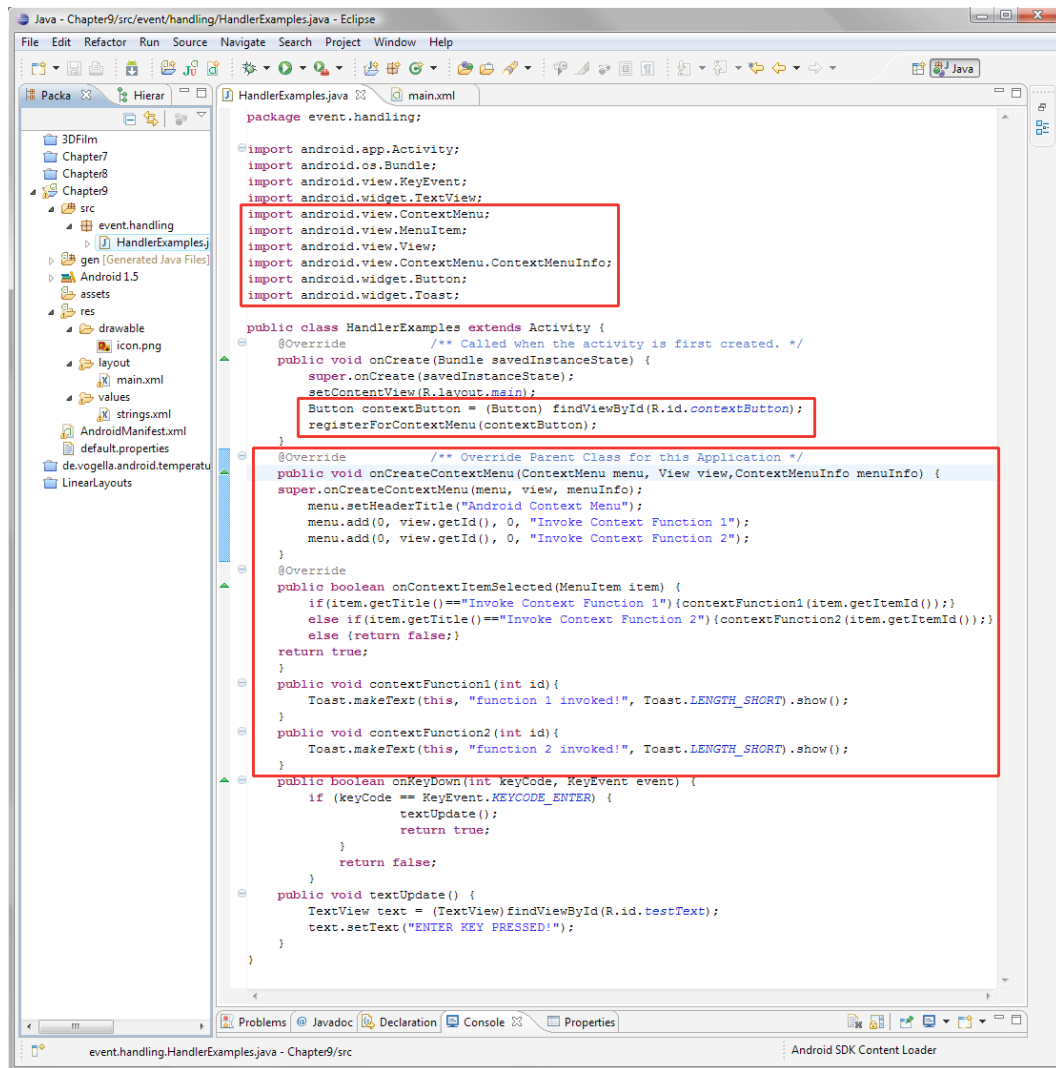 Java - Chapter9/src/event/handling/HandlerExamples.java - Eclipse
File Edit Refactor Run Source Navigate Search Project Window Help
Java
Packa Hierar
HandlerExamples.java main.xml
3DFilm
Chapter7
Chapter8
Chapter9
src
event.handling
HandlerExamples.j
gen [Generated Java Files]
Android 1.5
assets
res
drawable
icon.png
layout
main.xml
values
strings.xml
AndroidManifest.xml
default.properties
de.vogella.android.temperatu
LinearLayouts
package event.handling;
import android.app.Activity;
import android.os.Bundle;
import android.view.KeyEvent;
import android.widget.TextView;
import android.view.ContextMenu;
import android.view.MenuItem;
import android.view.View;
import android.view.ContextMenu.ContextMenuInfo;
import android.widget.Button;
import android.widget.Toast;
public class HandlerExamples extends Activity {
@Override /** Called when the activity is first created. */
public void onCreate(Bundle savedInstanceState) {
super.onCreate(savedInstanceState);
setContentView(R.layout.main);
Button contextButton = (Button) findViewById(R.id.contextButton);
registerForContextMenu(contextButton);
}
@Override /** Override Parent Class for this Application */
public void onCreateContextMenu(ContextMenu menu, View view,ContextMenuInfo menuInfo) {
super.onCreateContextMenu(menu, view, menuInfo);
menu.setHeaderTitle("Android Context Menu");
menu.add(0, view.getId(), 0, "Invoke Context Function 1");
menu.add(0, view.getId(), 0, "Invoke Context Function 2");
}
@Override
public boolean onContextItemSelected(MenuItem item) {
if(item.getTitle()=="Invoke Context Function 1"){contextFunction1(item.getItemId());}
else if(item.getTitle()=="Invoke Context Function 2"){contextFunction2(item.getItemId());}
else {return false;}
return true;
}
public void contextFunction1(int id){
Toast.makeText(this, "function 1 invoked!", Toast.LENGTH_SHORT).show();
}
public void contextFunction2(int id){
Toast.makeText(this, "function 2 invoked!", Toast.LENGTH_SHORT).show();
}
public boolean onKeyDown(int keyCode, KeyEvent event) {
if (keyCode == KeyEvent.KEYCODE_ENTER) {
textUpdate();
return true;
}
return false;
}
public void textUpdate() {
TextView text = (TextView)findViewById(R.id.testText);
text.setText("ENTER KEY PRESSED!");
}
}
Problems @ Javadoc Declaration Console Properties
event.handling.HandlerExamples.java - Chapter9/src Android SDK Content Loader